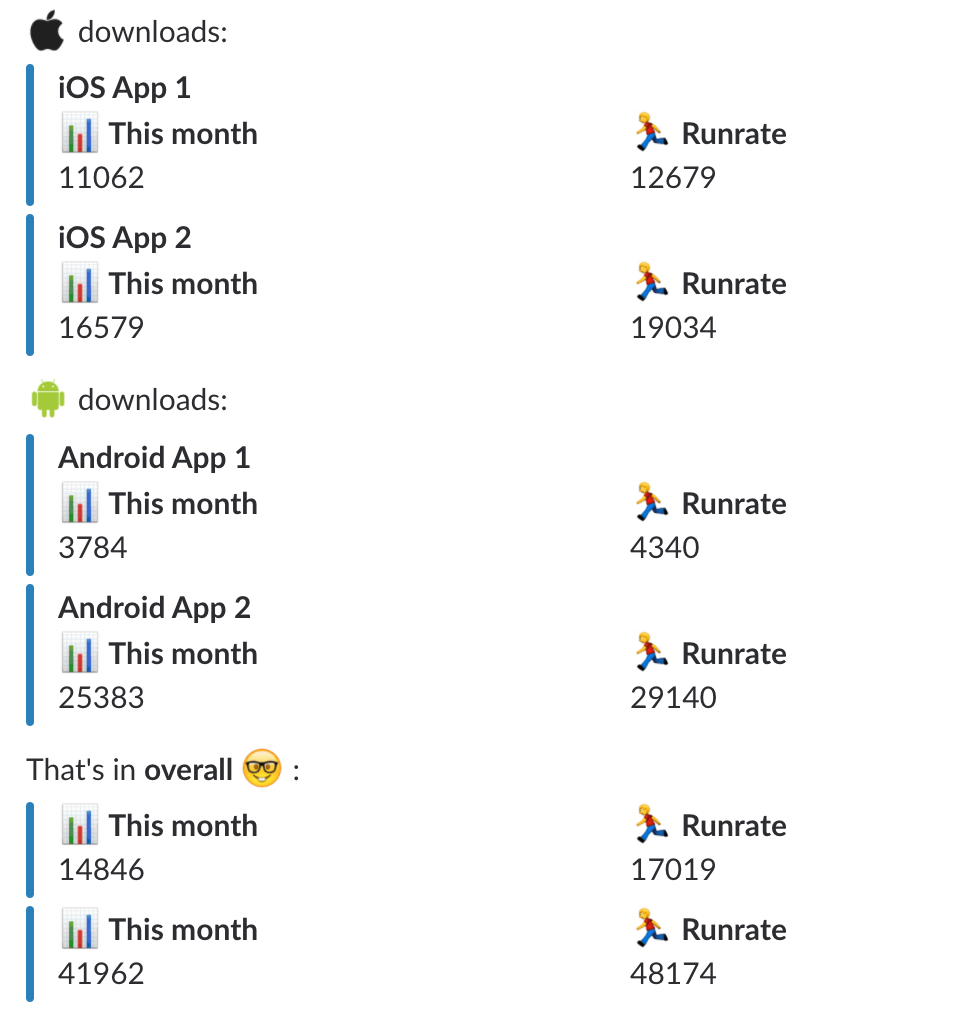 downloads:
iOS App 1
This month Runrate
11062 12679
iOS App 2
This month Runrate
16579 19034
downloads:
Android App 1
This month Runrate
3784 4340
Android App 2
This month Runrate
25383 29140
That's in overall :
This month Runrate
14846 17019
This month Runrate
41962 48174